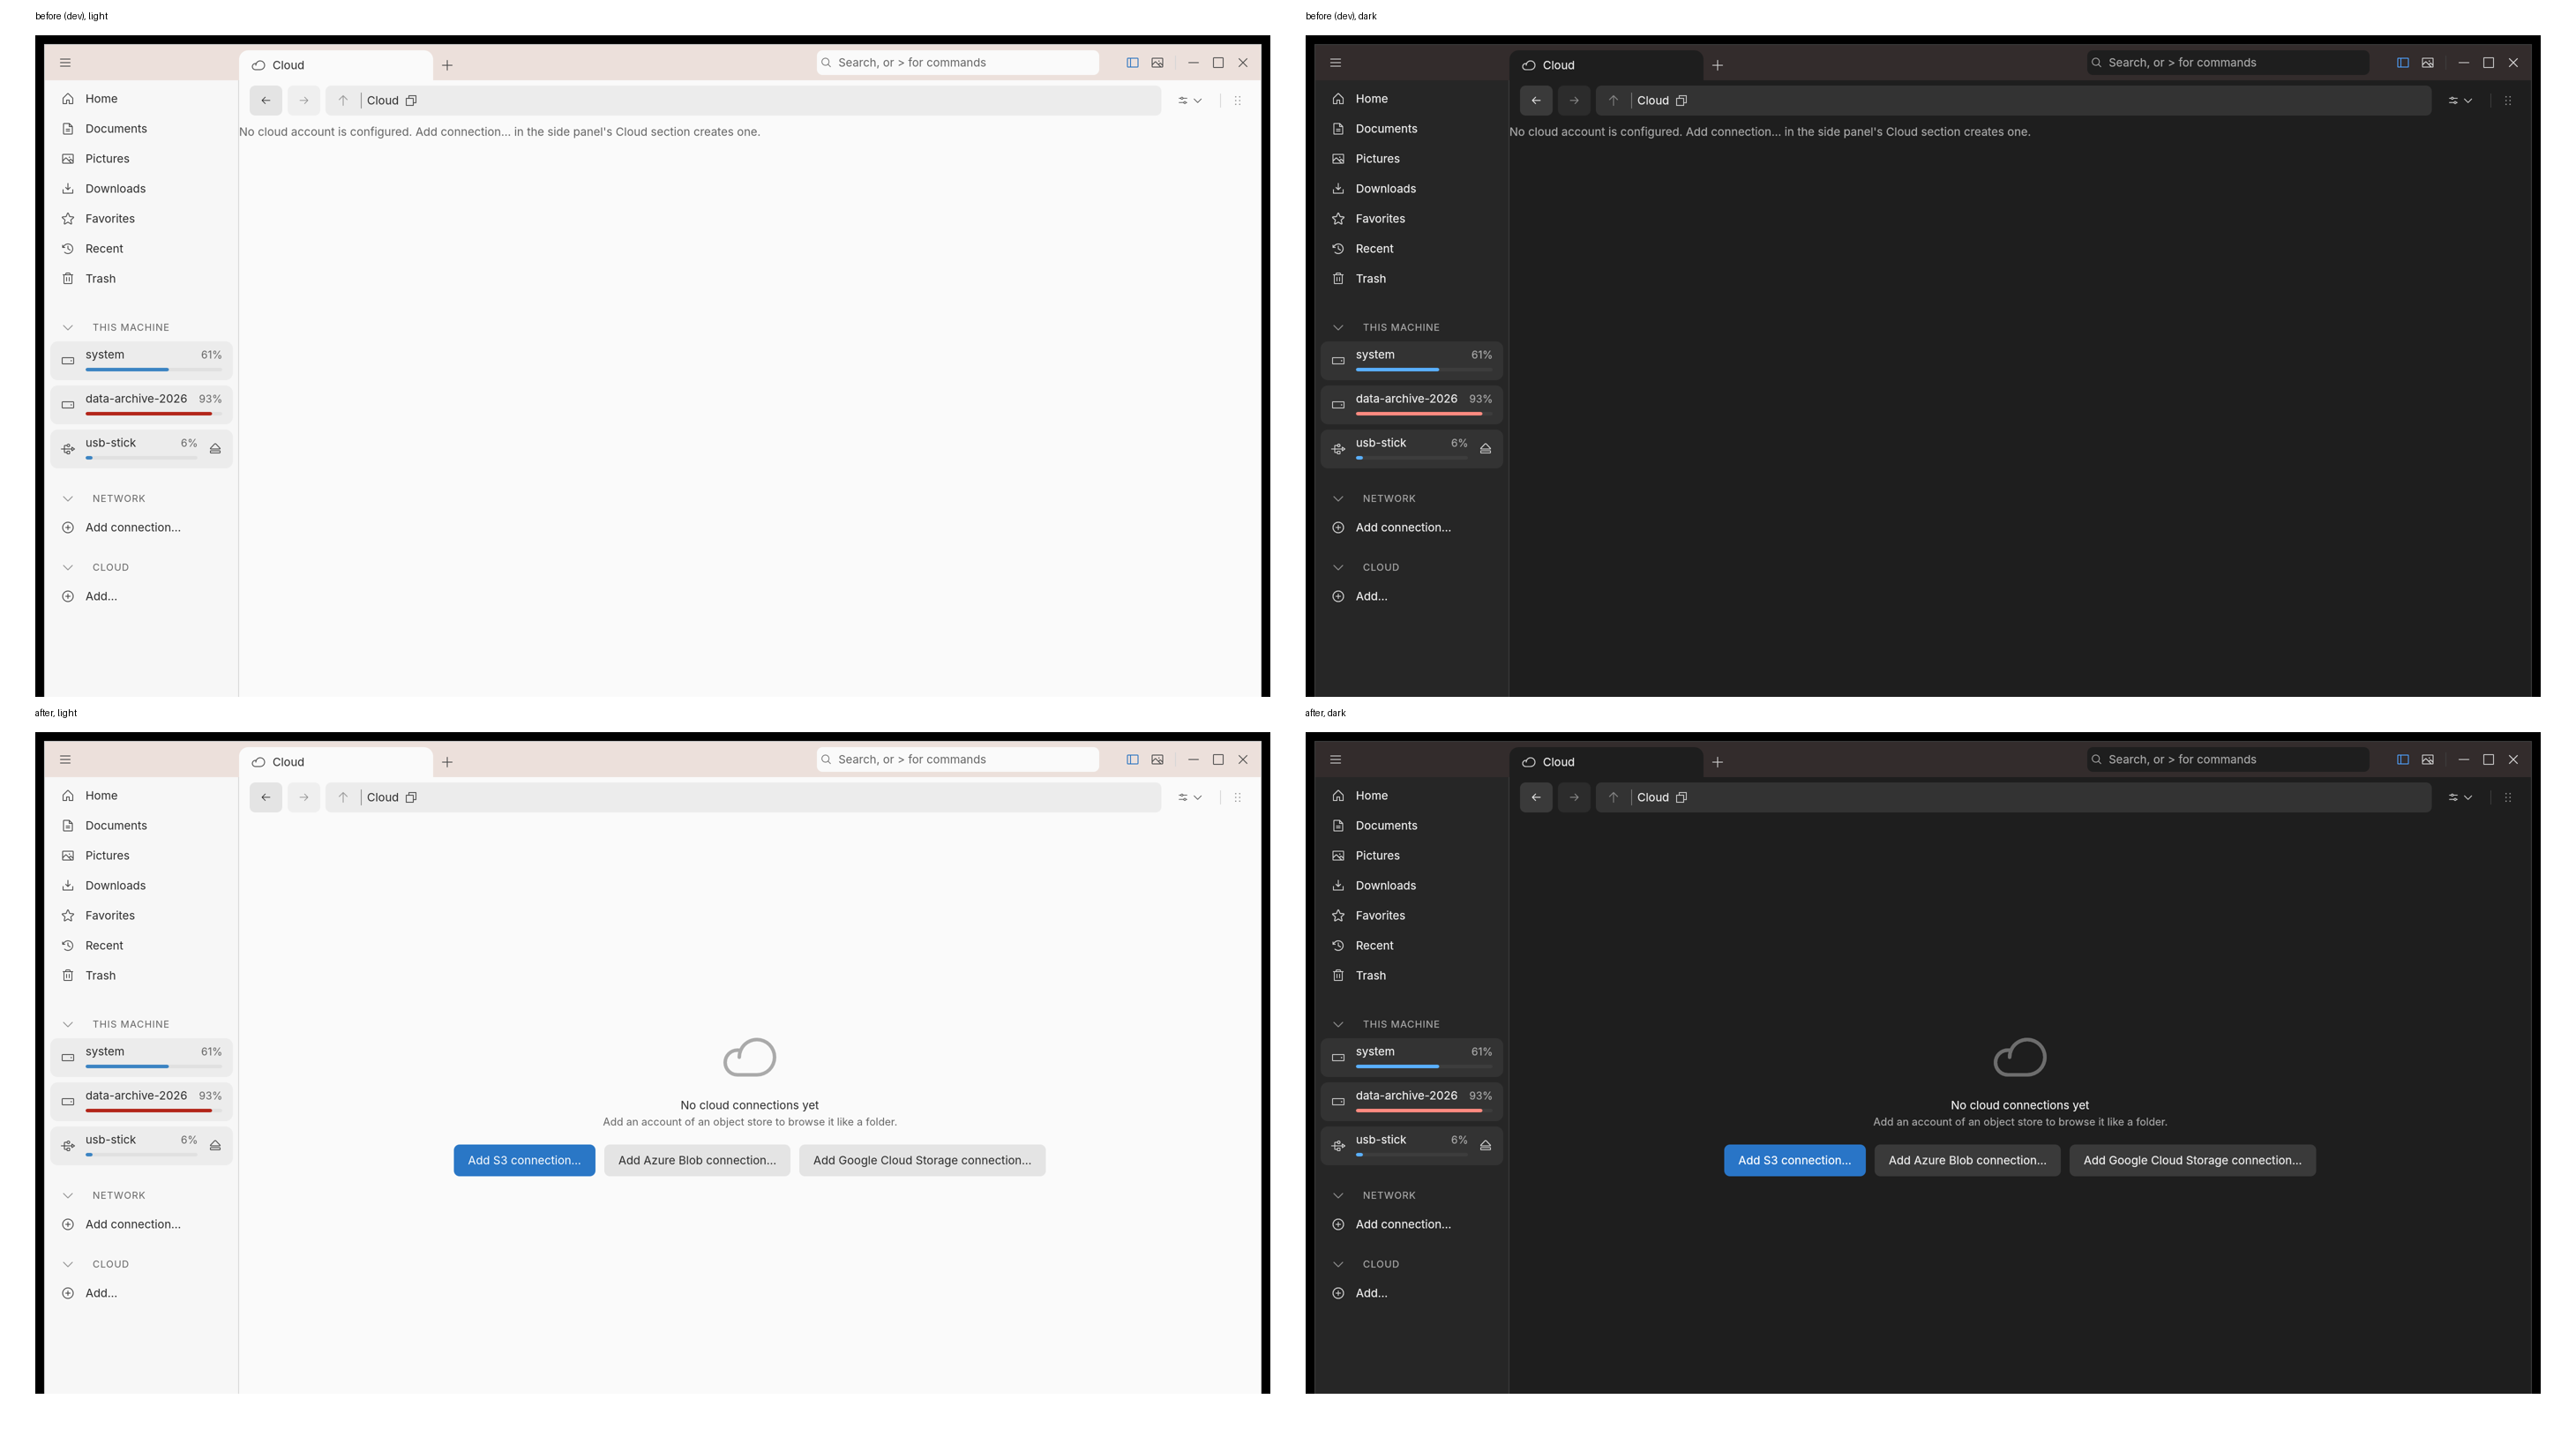 before (dev), light
Cloud
Search, or > for commands
Home
Cloud
Documents
No cloud account is configured. Add connection... in the side panel's Cloud section creates one.
Pictures
Downloads
Favorites
Recent
Trash
THIS MACHINE
system 61%
data-archive-2026 93%
usb-stick 6%
NETWORK
Add connection...
CLOUD
Add...
before (dev), dark
Cloud
Search, or > for commands
Home
Cloud
Documents
No cloud account is configured. Add connection... in the side panel's Cloud section creates one.
Pictures
Downloads
Favorites
Recent
Trash
THIS MACHINE
system 61%
data-archive-2026 93%
usb-stick 6%
NETWORK
Add connection...
CLOUD
Add...
after, light
Cloud
Search, or > for commands
Home
Cloud
Documents
Pictures
Downloads
Favorites
Recent
Trash
THIS MACHINE
system 61%
data-archive-2026 93%
usb-stick 6%
NETWORK
Add connection...
CLOUD
Add...
No cloud connections yet
Add an account of an object store to browse it like a folder.
Add S3 connection... Add Azure Blob connection... Add Google Cloud Storage connection...
after, dark
Cloud
Search, or > for commands
Home
Cloud
Documents
Pictures
Downloads
Favorites
Recent
Trash
THIS MACHINE
system 61%
data-archive-2026 93%
usb-stick 6%
NETWORK
Add connection...
CLOUD
Add...
No cloud connections yet
Add an account of an object store to browse it like a folder.
Add S3 connection... Add Azure Blob connection... Add Google Cloud Storage connection...